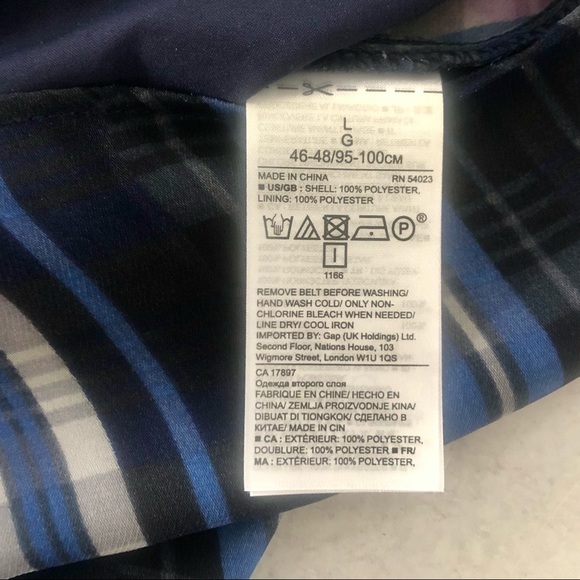 L
G
46-48/95-100CM
MADE IN CHINA RN 54023
■ US/GB : SHELL: 100% POLYESTER,
LINING: 100% POLYESTER
P ®
I
1166
REMOVE BELT BEFORE WASHING/
HAND WASH COLD/ ONLY NON-
CHLORINE BLEACH WHEN NEEDED/
LINE DRY/ COOL IRON
IMPORTED BY: Gap (UK Holdings) Ltd.
Second Floor, Nations House, 103
Wigmore Street, London W1U 1QS
CA 17897
Одежда второго слоя
FABRIQUÉ EN CHINE/ HECHO EN
CHINA/ ZEMLJA PROIZVODNJE KINA/
DIBUAT DI TIONGKOK/ СДЕЛАНО В
КИТАЕ/ MADE IN CIN
■ CA : EXTÉRIEUR: 100% POLYESTER,
DOUBLURE: 100% POLYESTER ■ FR/
MA : EXTÉRIEUR: 100% POLYESTER,